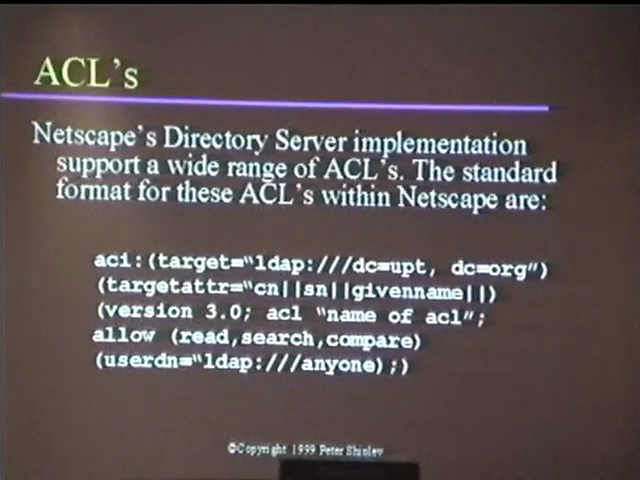 ACL's
Netscape's Directory Server implementation
support a wide range of ACL's. The standard
format for these ACL's within Netscape are:
aci:(target="ldap:///dc=upt, dc=org")
(targetattr="cn||sn||givenname||)
(version 3.0; acl "name of acl";
allow (read,search,compare)
(userdn="ldap:///anyone);)
©Copyright 1999 Peter Shipley